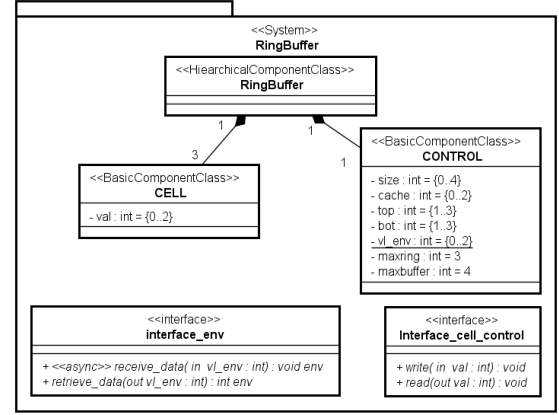 <<System>>
RingBuffer
<<HiearchicalComponentClass>>
RingBuffer
1
1
3
1
<<BasicComponentClass>>
CELL
- val : int = {0..2}
<<BasicComponentClass>>
CONTROL
- size : int = {0..4}
- cache : int = {0..2}
- top : int = {1..3}
- bot : int = {1..3}
- vl_env : int = {0..2}
- maxring : int = 3
- maxbuffer : int = 4
<<interface>>
interface_env
+ <<async>> receive_data( in vl_env : int) : void env
+ retrieve_data(out vl_env : int) : int env
<<interface>>
Interface_cell_control
+ write( in val : int) : void
+ read(out val : int) : void